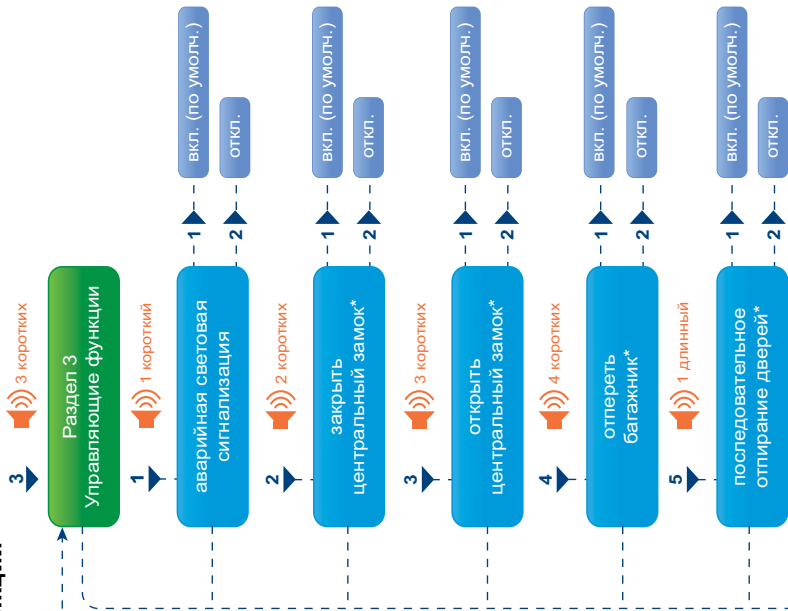 3
3 коротких
Раздел 3
Управляющие функции
1
1 короткий
аварийная световая
сигнализация
1
вкл. (по умолч.)
2
откл.
2
2 коротких
закрыть
центральный замок*
1
вкл. (по умолч.)
2
откл.
3
3 коротких
открыть
центральный замок*
1
вкл. (по умолч.)
2
откл.
4
4 коротких
отпереть
багажник*
1
вкл. (по умолч.)
2
откл.
5
1 длинный
последовательное
отпирание дверей*
1
вкл. (по умолч.)
2
откл.